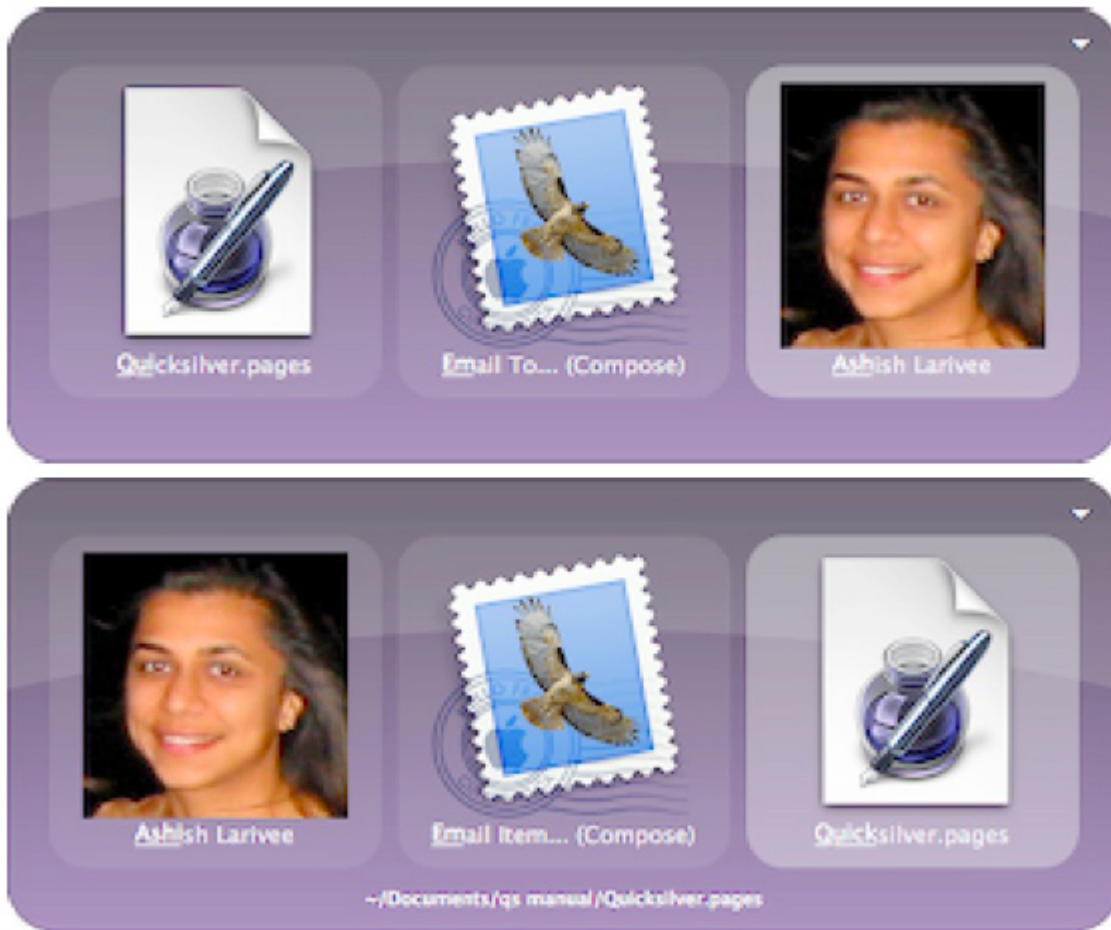 Quicksilver.pages
Email To... (Compose)
Ashish Larivee
Ashish Larivee
Email Item... (Compose)
Quicksilver.pages
~/Documents/qs manual/Quicksilver.pages